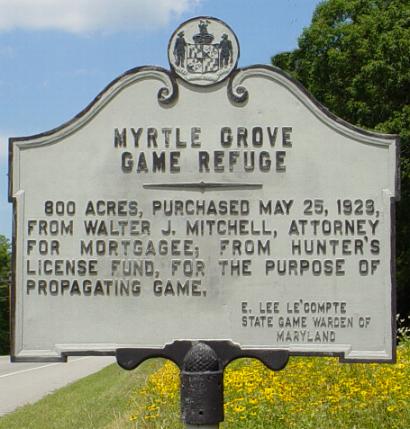 MYRTLE GROVE
GAME REFUGE
800 ACRES, PURCHASED MAY 25, 1929,
FROM WALTER J. MITCHELL, ATTORNEY
FOR MORTGAGEE, FROM HUNTER'S
LICENSE FUND, FOR THE PURPOSE OF
PROPAGATING GAME.
E. LEE LE'COMPTE
STATE GAME WARDEN OF
MARYLAND